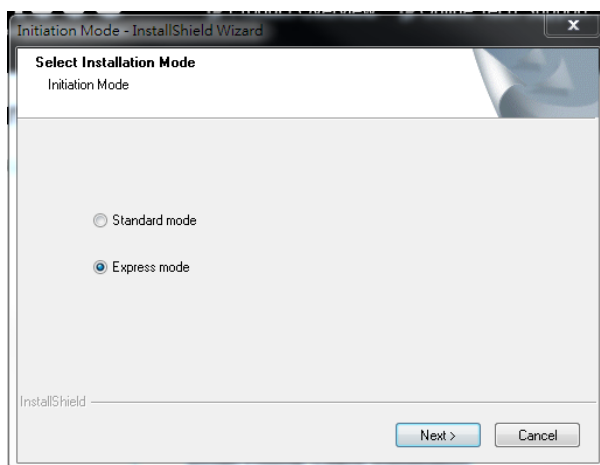 Initiation Mode - InstallShield Wizard
Select Installation Mode
Initiation Mode
Standard mode
Express mode
InstallShield
Next >
Cancel